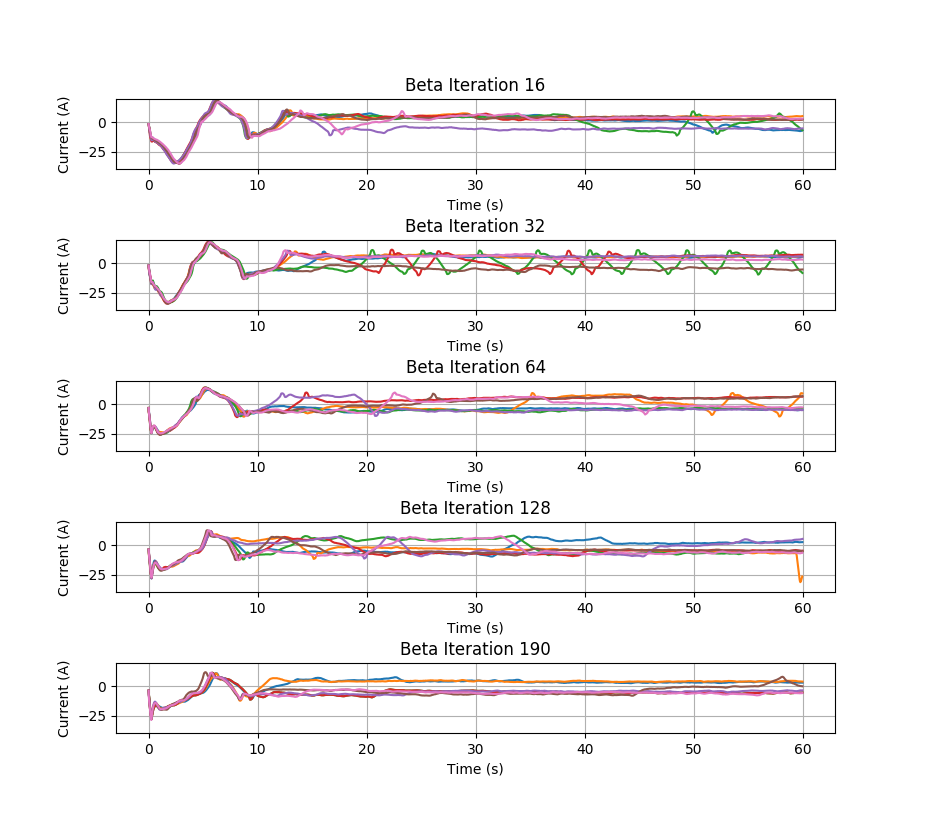 Beta Iteration 16
Current (A)
0
−25
0 10 20 30 40 50 60
Time (s)
Beta Iteration 32
Current (A)
0
−25
0 10 20 30 40 50 60
Time (s)
Beta Iteration 64
Current (A)
0
−25
0 10 20 30 40 50 60
Time (s)
Beta Iteration 128
Current (A)
0
−25
0 10 20 30 40 50 60
Time (s)
Beta Iteration 190
Current (A)
0
−25
0 10 20 30 40 50 60
Time (s)